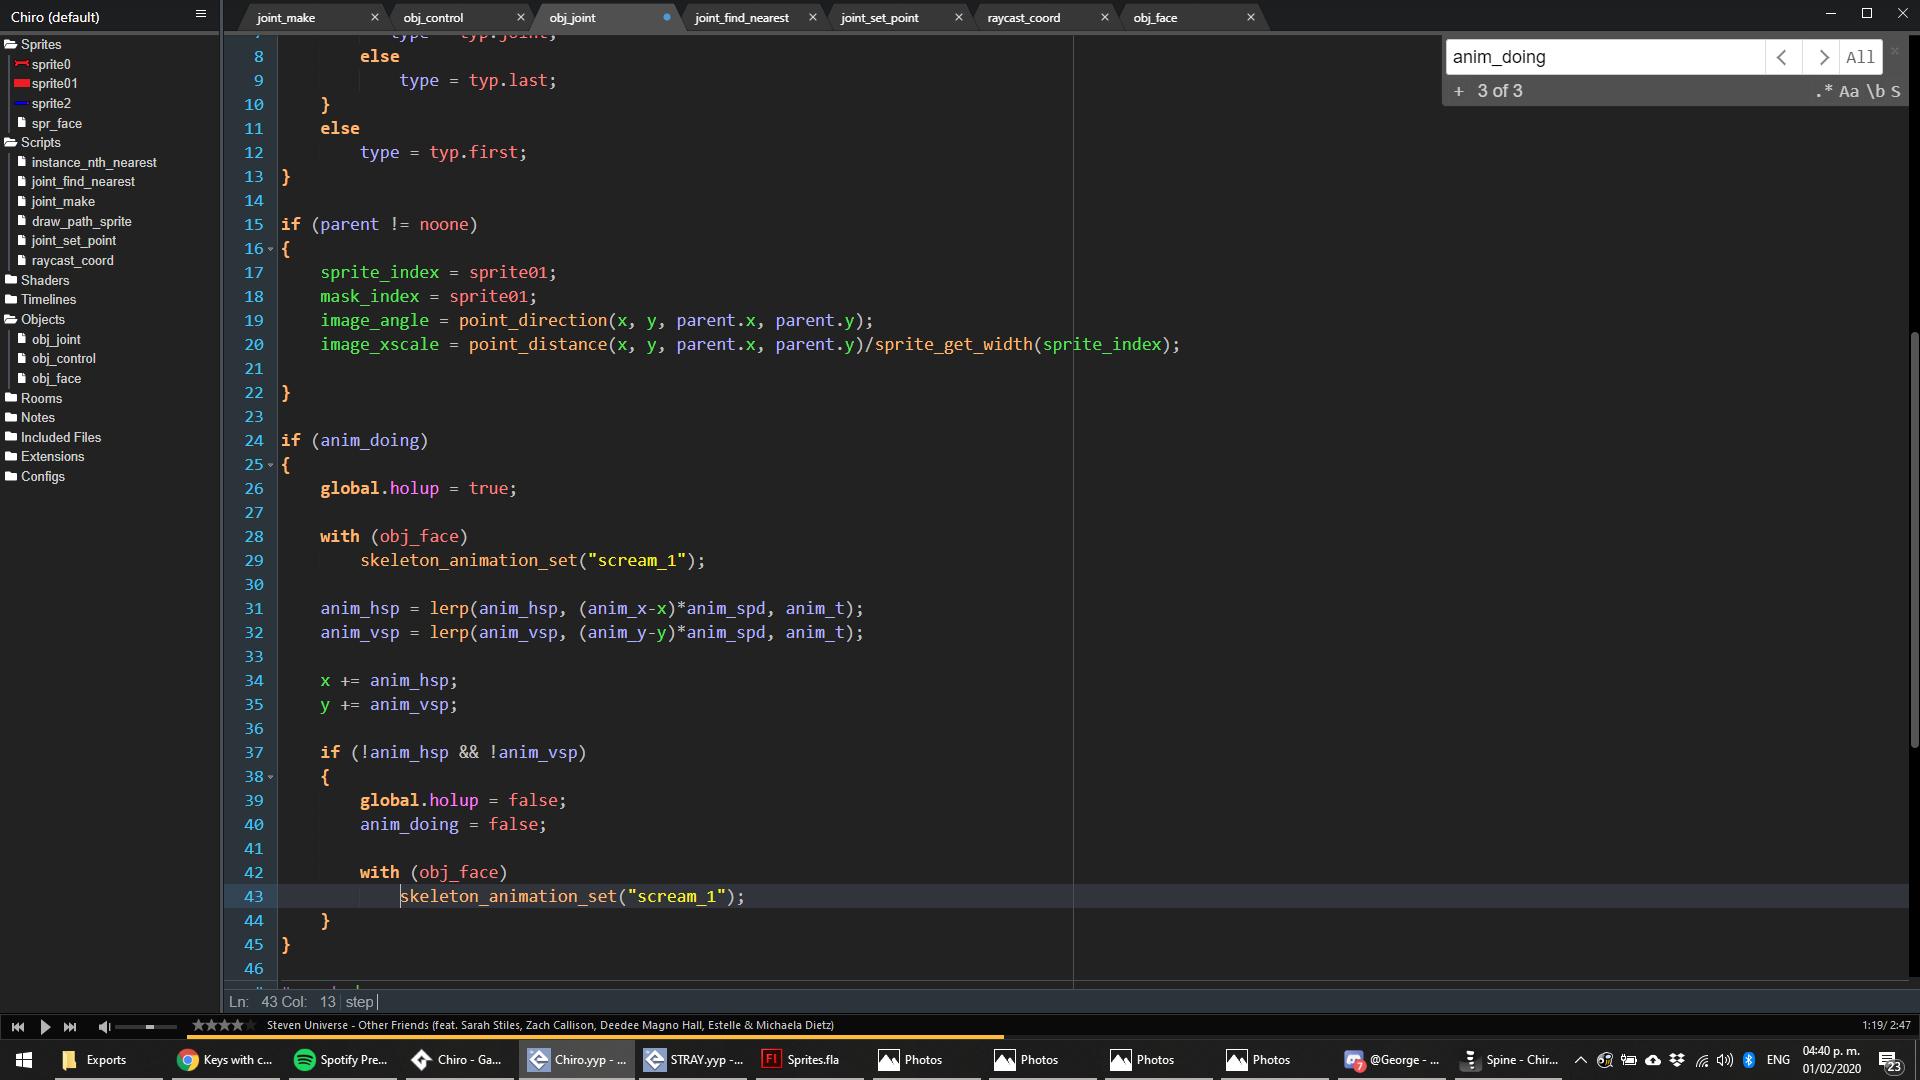 Chiro (default)
joint_make
obj_control
obj_joint
joint_find_nearest
joint_set_point
raycast_coord
obj_face
Sprites
sprite0
sprite01
sprite2
spr_face
Scripts
instance_nth_nearest
joint_find_nearest
joint_make
draw_path_sprite
joint_set_point
raycast_coord
Shaders
Timelines
Objects
obj_joint
obj_control
obj_face
Rooms
Notes
Included Files
Extensions
Configs
anim_doing
All
+ 3 of 3
.* Aa \b S
8 else
9 type = typ.last;
10 }
11 else
12 type = typ.first;
13 }
14
15 if (parent != noone)
16 {
17 sprite_index = sprite01;
18 mask_index = sprite01;
19 image_angle = point_direction(x, y, parent.x, parent.y);
20 image_xscale = point_distance(x, y, parent.x, parent.y)/sprite_get_width(sprite_index);
21
22 }
23
24 if (anim_doing)
25 {
26 global.holup = true;
27
28 with (obj_face)
29 skeleton_animation_set("scream_1");
30
31 anim_hsp = lerp(anim_hsp, (anim_x-x)*anim_spd, anim_t);
32 anim_vsp = lerp(anim_vsp, (anim_y-y)*anim_spd, anim_t);
33
34 x += anim_hsp;
35 y += anim_vsp;
36
37 if (!anim_hsp && !anim_vsp)
38 {
39 global.holup = false;
40 anim_doing = false;
41
42 with (obj_face)
43 skeleton_animation_set("scream_1");
44 }
45 }
46
Ln: 43 Col: 13 step
Steven Universe - Other Friends (feat. Sarah Stiles, Zach Callison, Deedee Magno Hall, Estelle & Michaela Dietz)
1:19/ 2:47
Exports
Keys with c...
Spotify Pre...
Chiro - Ga...
Chiro.yyp - ...
STRAY.yyp -...
Fl Sprites.fla
Photos
Photos
Photos
Photos
7 @George - ...
Spine - Chir...
ENG
04:40 p. m.
01/02/2020
23